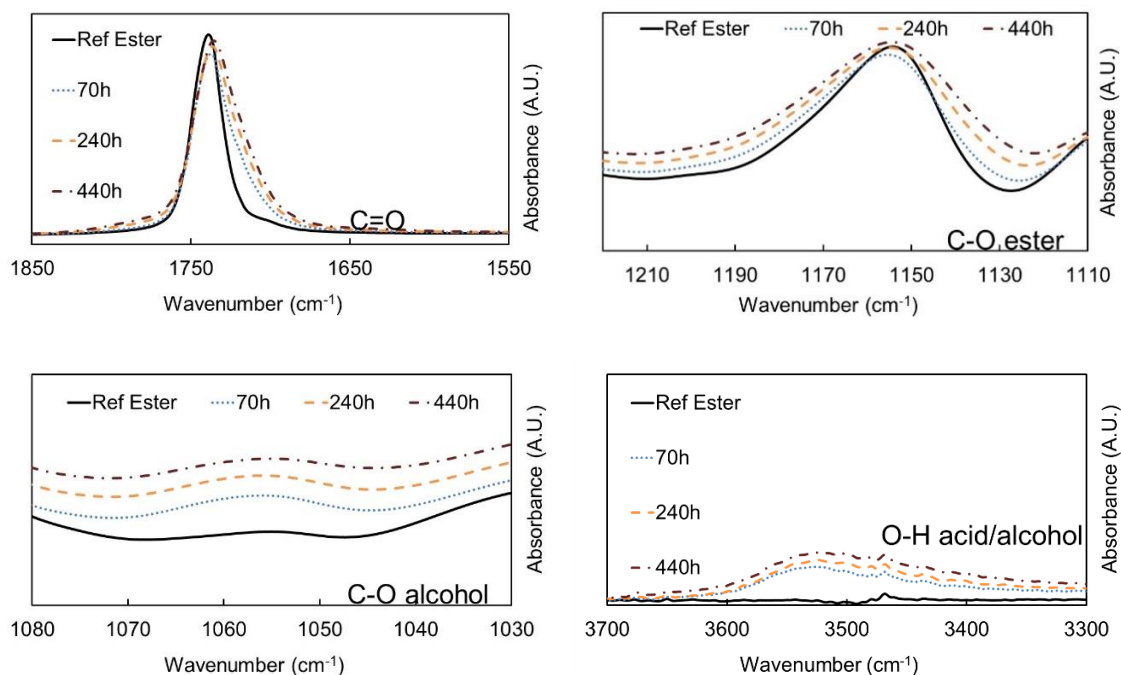 Ref Ester
70h
240h
440h
C=O
1850 1750 1650 1550
Wavenumber (cm-1)
Absorbance (A.U.)
Ref Ester 70h 240h 440h
C-O ester
1210 1190 1170 1150 1130 1110
Wavenumber (cm-1)
Absorbance (A.U.)
Ref Ester 70h 240h 440h
C-O alcohol
1080 1070 1060 1050 1040 1030
Wavenumber (cm-1)
Absorbance (A.U.)
Ref Ester
70h
240h
440h
O-H acid/alcohol
3700 3600 3500 3400 3300
Wavenumber (cm-1)
Absorbance (A.U.)